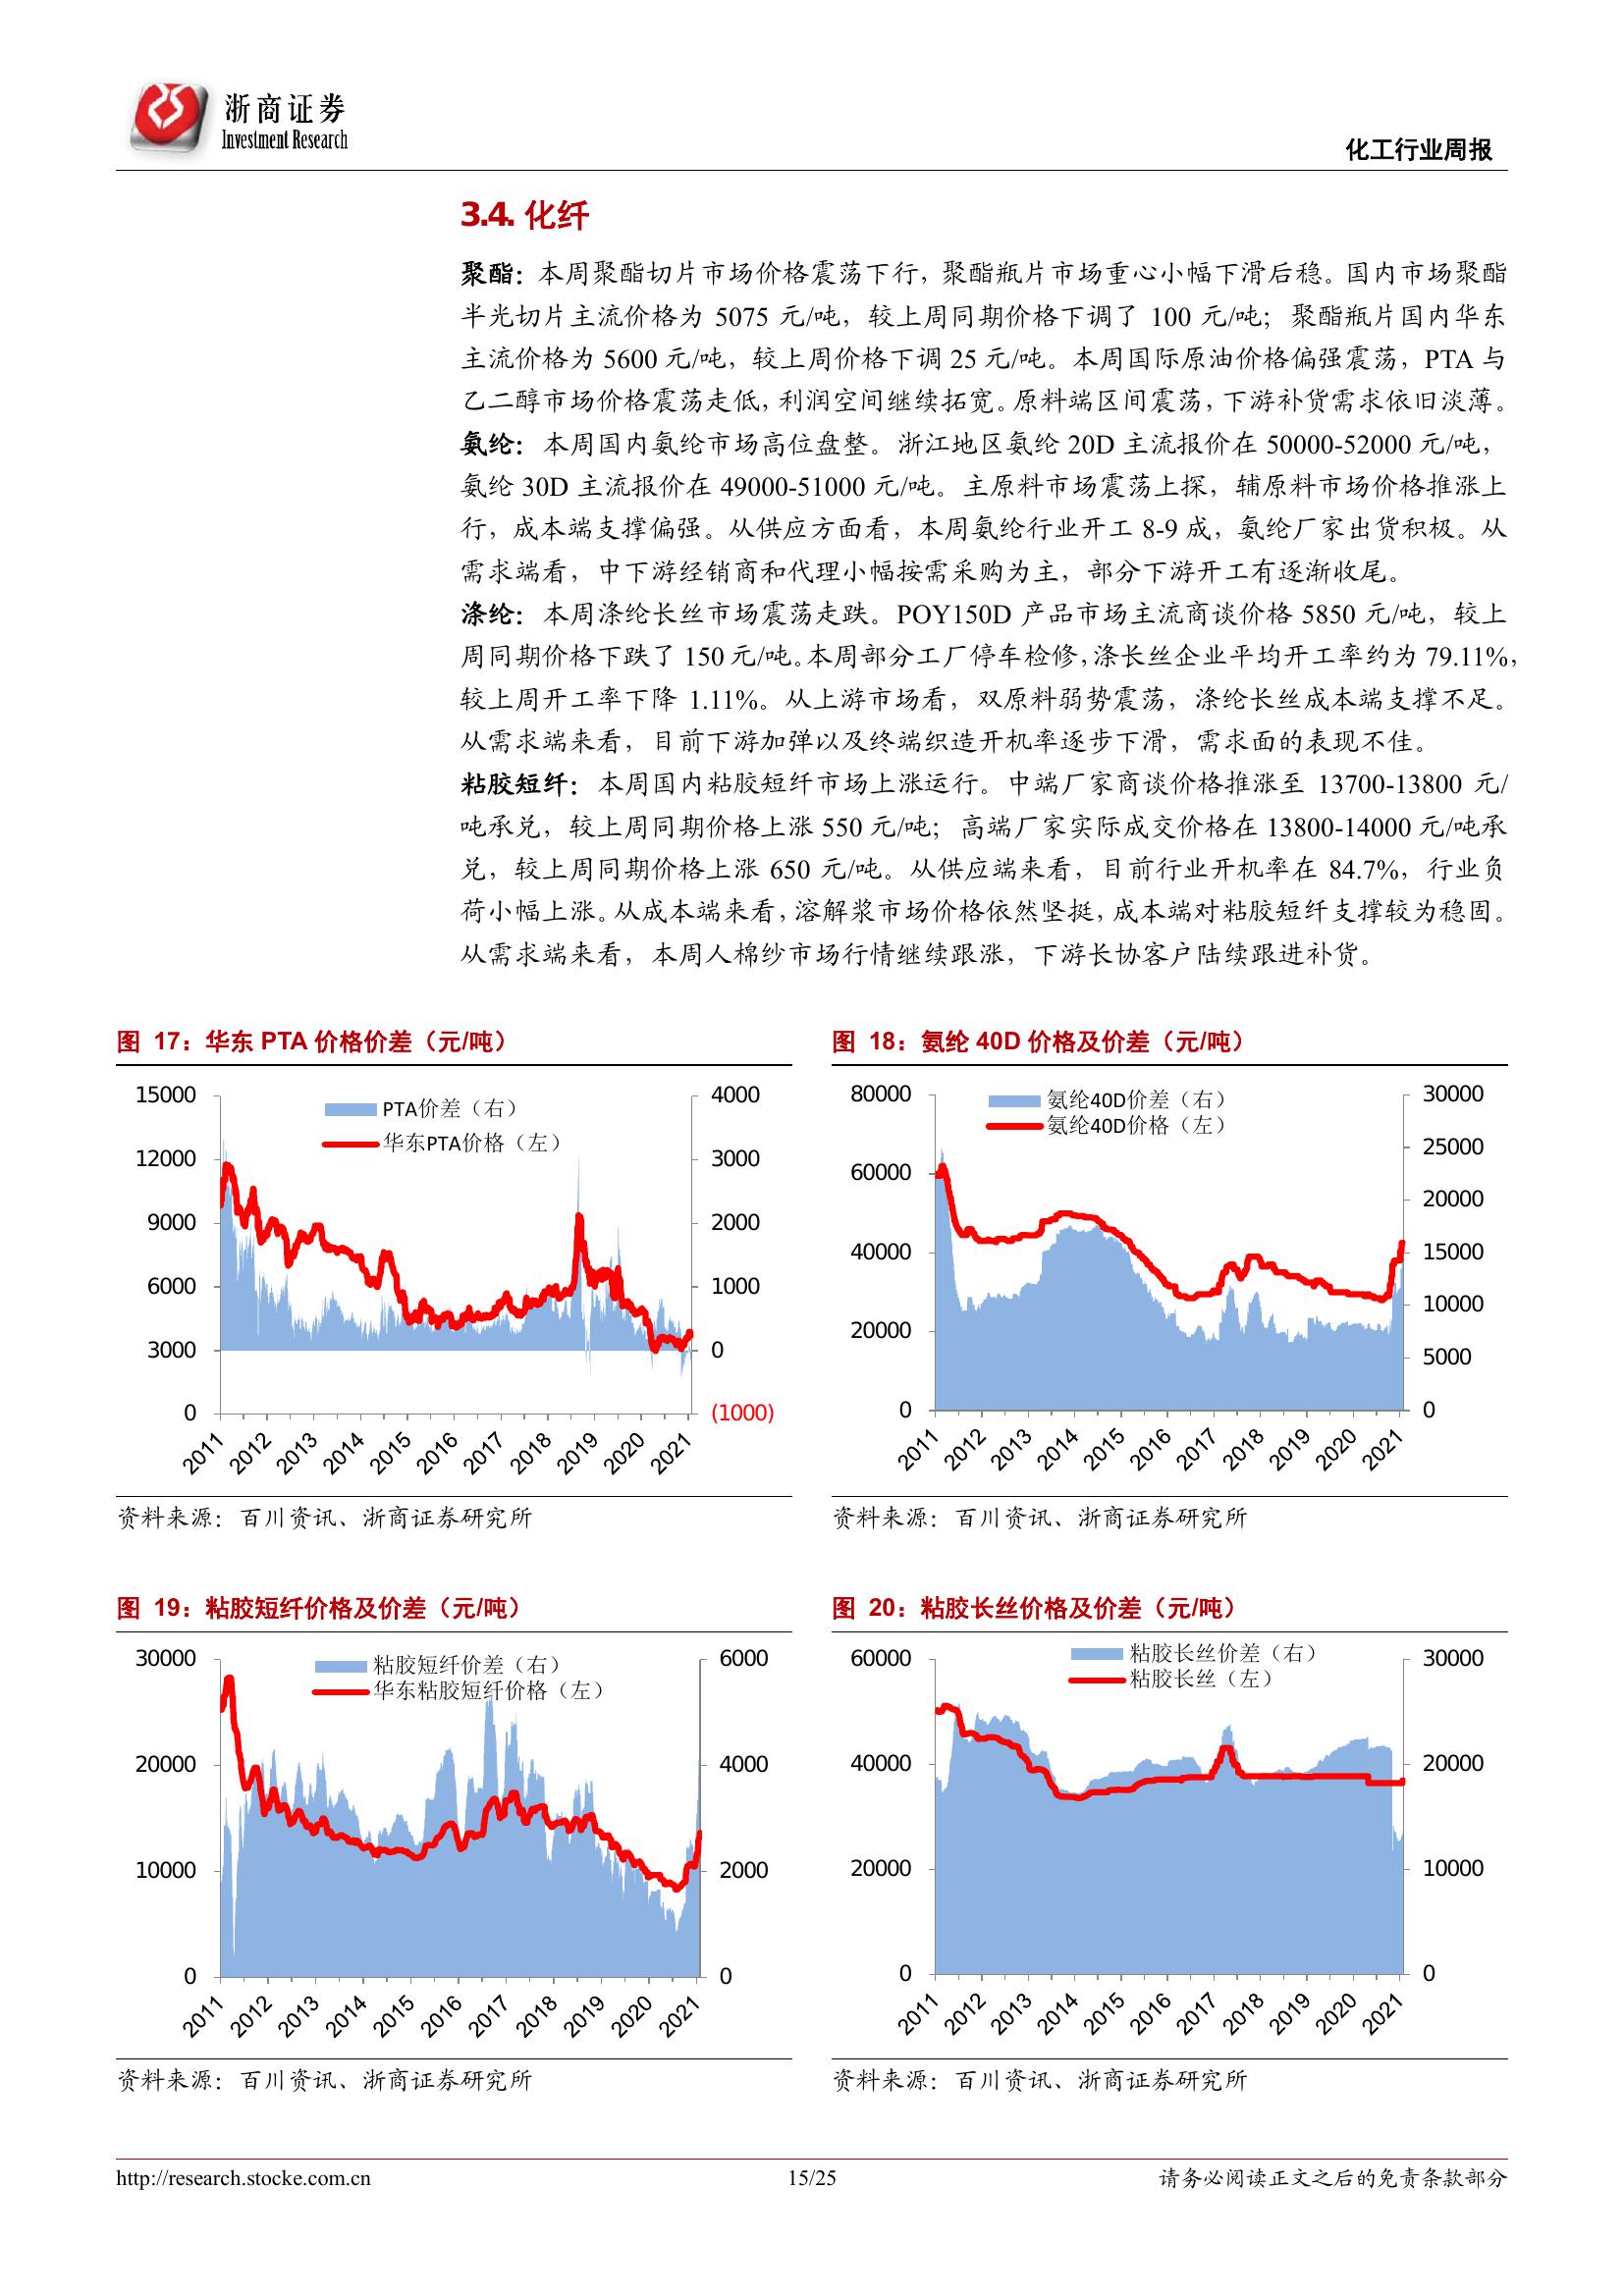 浙商证券
Investment Research
化工行业周报
3.4. 化纤
聚酯：本周聚酯切片市场价格震荡下行，聚酯瓶片市场重心小幅下滑后稳。国内市场聚酯
半光切片主流价格为 5075 元/吨，较上周同期价格下调了 100 元/吨；聚酯瓶片国内华东
主流价格为 5600 元/吨，较上周价格下调 25 元/吨。本周国际原油价格偏强震荡，PTA 与
乙二醇市场价格震荡走低，利润空间继续拓宽。原料端区间震荡，下游补货需求依旧淡薄。
氨纶：本周国内氨纶市场高位盘整。浙江地区氨纶 20D 主流报价在 50000-52000 元/吨，
氨纶 30D 主流报价在 49000-51000 元/吨。主原料市场震荡上探，辅原料市场价格推涨上
行，成本端支撑偏强。从供应方面看，本周氨纶行业开工 8-9 成，氨纶厂家出货积极。从
需求端看，中下游经销商和代理小幅按需采购为主，部分下游开工有逐渐收尾。
涤纶：本周涤纶长丝市场震荡走跌。POY150D 产品市场主流商谈价格 5850 元/吨，较上
周同期价格下跌了 150 元/吨。本周部分工厂停车检修，涤长丝企业平均开工率约为 79.11%，
较上周开工率下降 1.11%。从上游市场看，双原料弱势震荡，涤纶长丝成本端支撑不足。
从需求端来看，目前下游加弹以及终端织造开机率逐步下滑，需求面的表现不佳。
粘胶短纤：本周国内粘胶短纤市场上涨运行。中端厂家商谈价格推涨至 13700-13800 元/
吨承兑，较上周同期价格上涨 550 元/吨；高端厂家实际成交价格在 13800-14000 元/吨承
兑，较上周同期价格上涨 650 元/吨。从供应端来看，目前行业开机率在 84.7%，行业负
荷小幅上涨。从成本端来看，溶解浆市场价格依然坚挺，成本端对粘胶短纤支撑较为稳固。
从需求端来看，本周人棉纱市场行情继续跟涨，下游长协客户陆续跟进补货。
图 17：华东 PTA 价格价差（元/吨）
15000
12000
9000
6000
3000
0
PTA价差（右）
华东PTA价格（左）
4000
3000
2000
1000
0
(1000)
2011 2012 2013 2014 2015 2016 2017 2018 2019 2020 2021
资料来源：百川资讯、浙商证券研究所
图 18：氨纶 40D 价格及价差（元/吨）
80000
60000
40000
20000
0
氨纶40D价差（右）
氨纶40D价格（左）
30000
25000
20000
15000
10000
5000
0
2011 2012 2013 2014 2015 2016 2017 2018 2019 2020 2021
资料来源：百川资讯、浙商证券研究所
图 19：粘胶短纤价格及价差（元/吨）
30000
20000
10000
0
粘胶短纤价差（右）
华东粘胶短纤价格（左）
6000
4000
2000
0
2011 2012 2013 2014 2015 2016 2017 2018 2019 2020 2021
资料来源：百川资讯、浙商证券研究所
图 20：粘胶长丝价格及价差（元/吨）
60000
40000
20000
0
粘胶长丝价差（右）
粘胶长丝（左）
30000
20000
10000
0
2011 2012 2013 2014 2015 2016 2017 2018 2019 2020 2021
资料来源：百川资讯、浙商证券研究所
http://research.stocke.com.cn
15/25
请务必阅读正文之后的免责条款部分